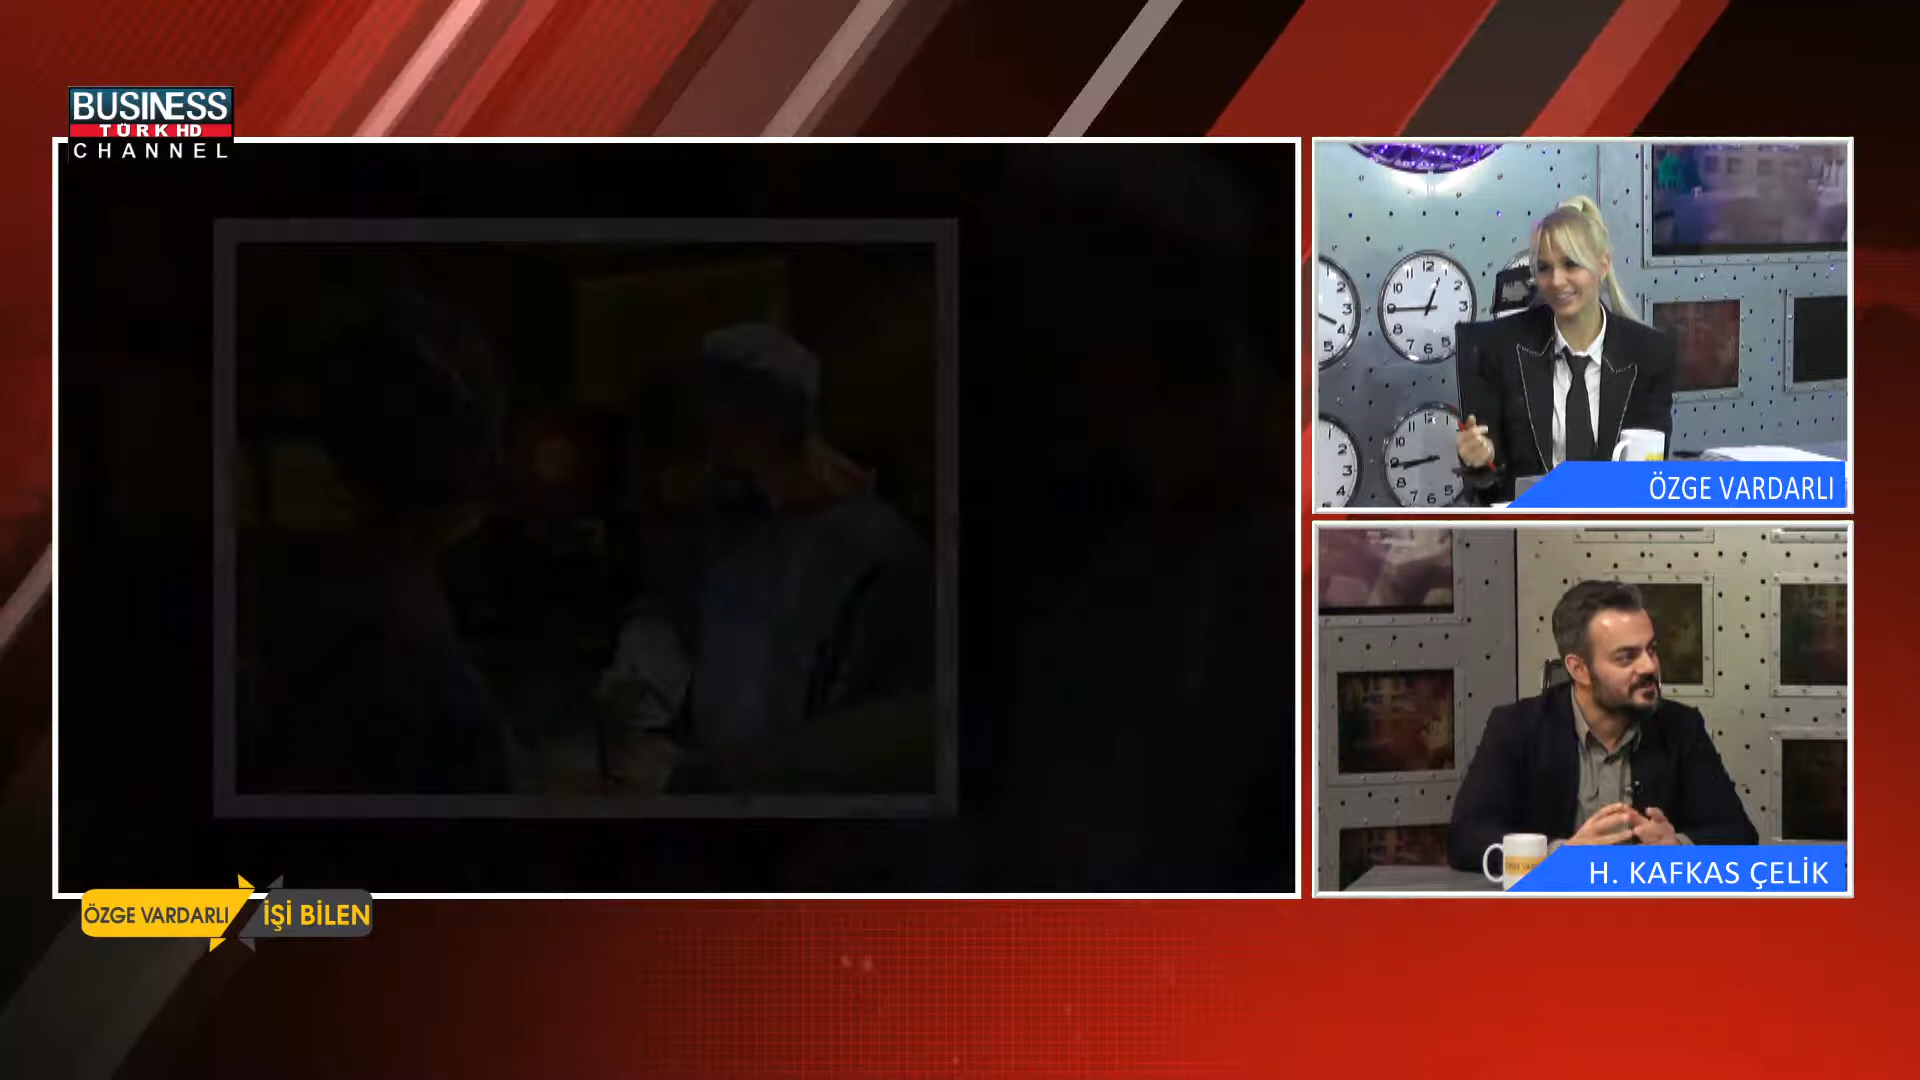 BUSINESS
TÜRK HD
CHANNEL
ÖZGE VARDARLI
H. KAFKAS ÇELİK
ÖZGE VARDARLI
İŞİ BİLEN